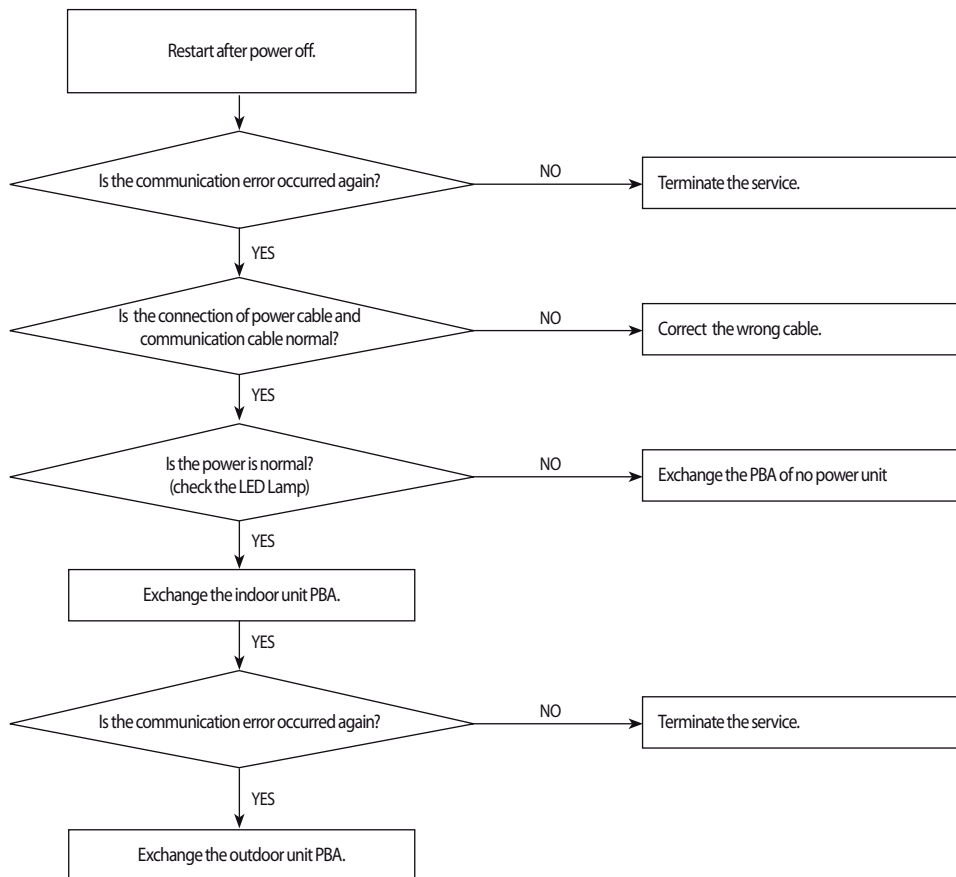 Restart after power off.
Is the communication error occurred again?
NO
Terminate the service.
YES
Is the connection of power cable and
communication cable normal?
NO
Correct the wrong cable.
YES
Is the power is normal?
(check the LED Lamp)
NO
Exchange the PBA of no power unit
YES
Exchange the indoor unit PBA.
YES
Is the communication error occurred again?
NO
Terminate the service.
YES
Exchange the outdoor unit PBA.